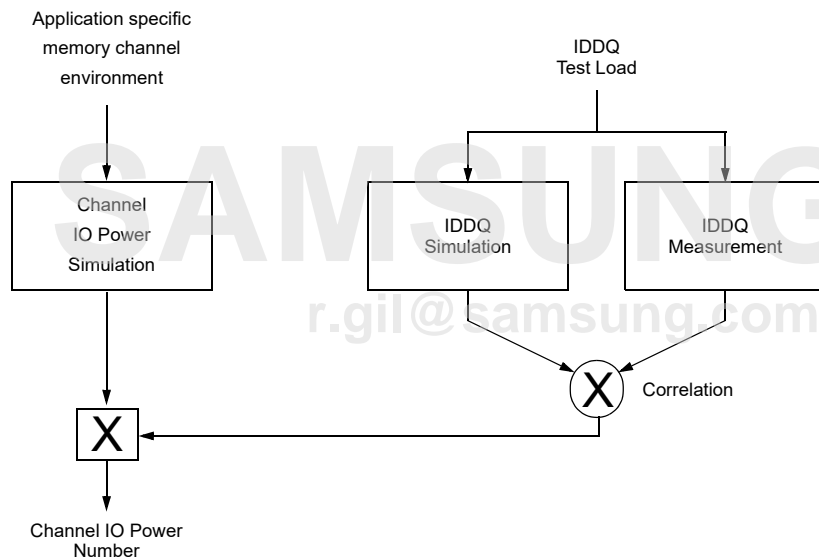 Application specific
memory channel
environment
IDDQ
Test Load
SAMSUNG
Channel
IO Power
Simulation
IDDQ
Simulation
IDDQ
Measurement
r.gil@samsung.com
X
Correlation
X
Channel IO Power
Number